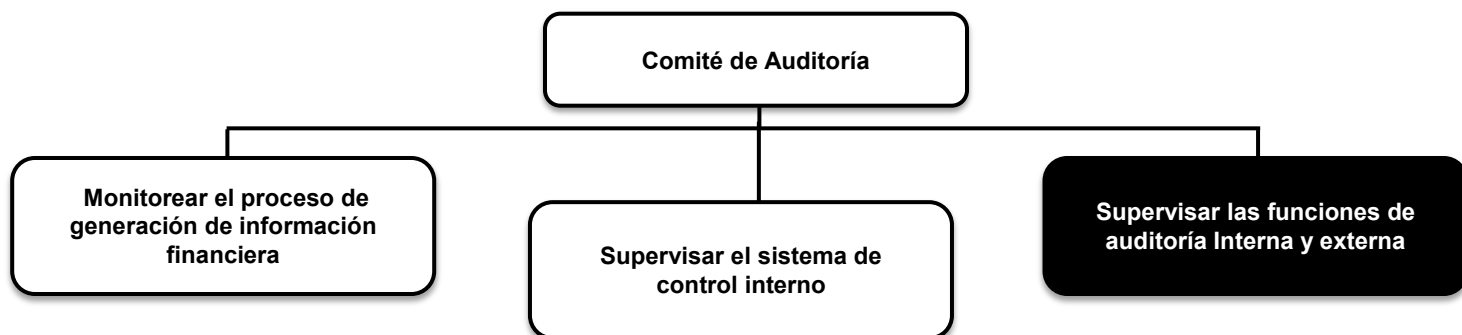 Comité de Auditoría
Monitorear el proceso de
generación de información
financiera
Supervisar el sistema de
control interno
Supervisar las funciones de
auditoría Interna y externa